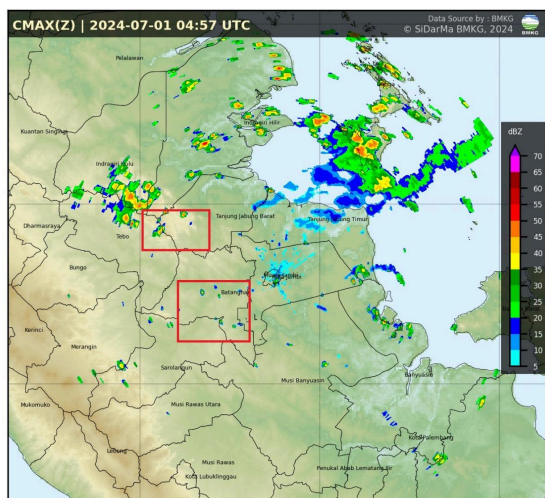 CMAX(Z) | 2024-07-01 04:57 UTC
Data Source by : BMKG
© SiDarMa BMKG, 2024
BMKG
Pelalawan
Kuantan Singingi
Indragiri Hilir
Indragiri Hulu
Dharmasraya
Tebo
Tanjung Jabung Barat
Tanjung Jabung Timur
Bungo
Batanghari
Kerinci
Merangin
Sarolangun
Musi Banyuasin
Banyuasin
Mukomuko
Musi Rawas Utara
Lebong
Musi Rawas
Kota Lubuklinggau
Kota Palembang
Penukal Abab Lematang Ilir
dBZ
70
65
60
55
50
45
40
35
30
25
20
15
10
5